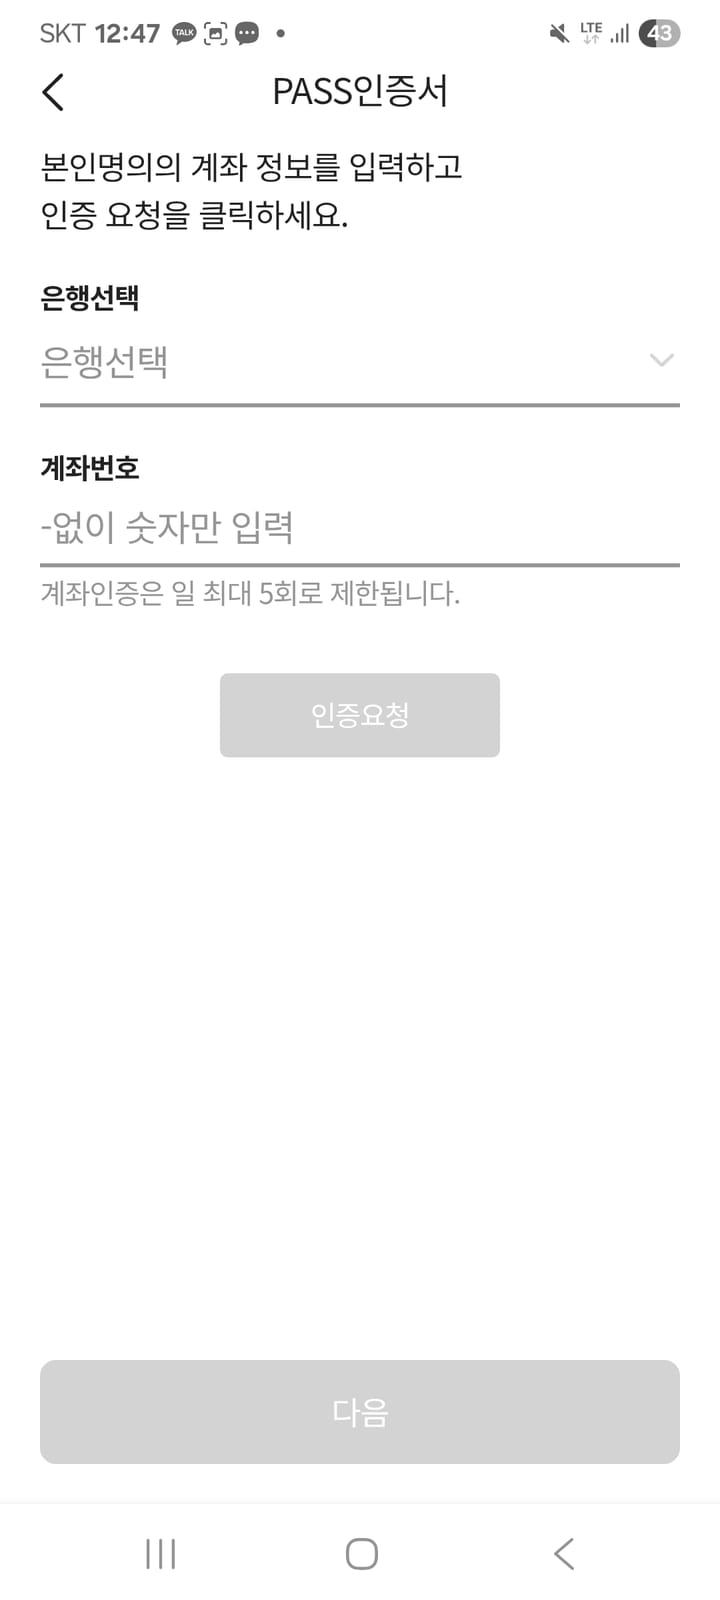 SKT 12:47 TALK LTE 43
PASS인증서
본인명의의 계좌 정보를 입력하고
인증 요청을 클릭하세요.
은행선택
은행선택
계좌번호
-없이 숫자만 입력
계좌인증은 일 최대 5회로 제한됩니다.
인증요청
다음